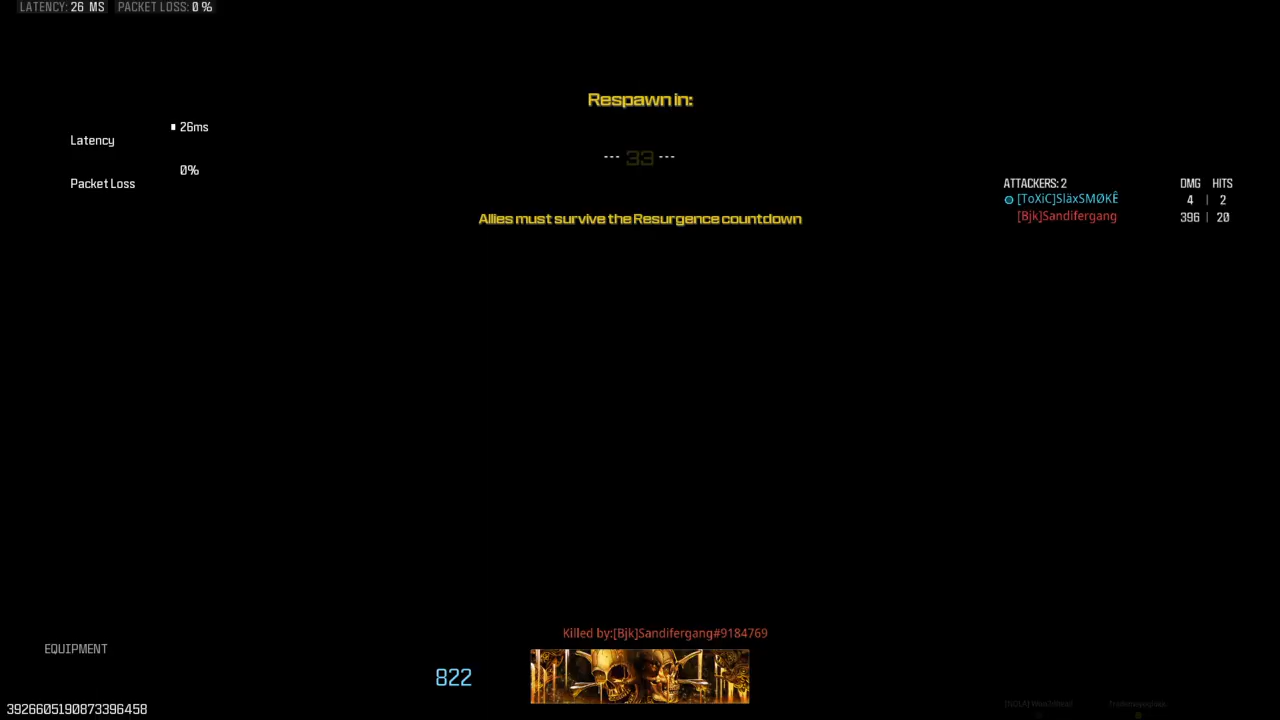 LATENCY: 26 MS PACKET LOSS: 0 %
Respawn in:
26ms
Latency
--- 33 ---
0%
Packet Loss
ATTACKERS: 2 DMG HITS
[ToXiC]SläxSMØKÊ 4 | 2
[Bjk]Sandifergang 396 | 20
Allies must survive the Resurgence countdown
Killed by:[Bjk]Sandifergang#9184769
EQUIPMENT
822
3926605190873396458